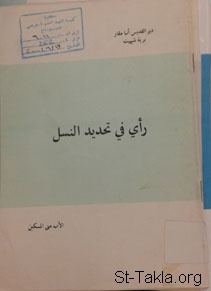 دير القديس أنبا مقار
برية شيهيت
رأي في تحديد النسل
الأب متى المسكين
St-Takla.org